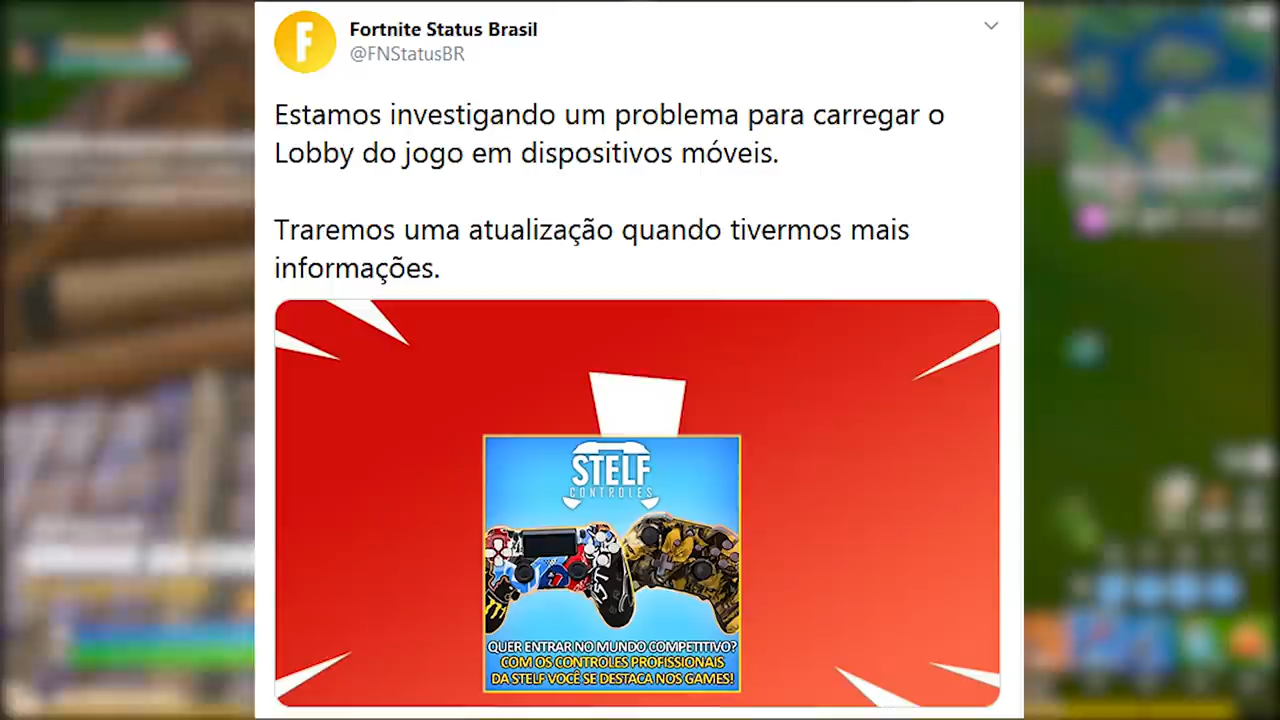 Fortnite Status Brasil
@FNStatusBR
Estamos investigando um problema para carregar o
Lobby do jogo em dispositivos móveis.
Traremos uma atualização quando tivermos mais
informações.
STELF
CONTROLES
QUER ENTRAR NO MUNDO COMPETITIVO?
COM OS CONTROLES PROFISSIONAIS
DA STELF VOCÊ SE DESTACA NOS GAMES!